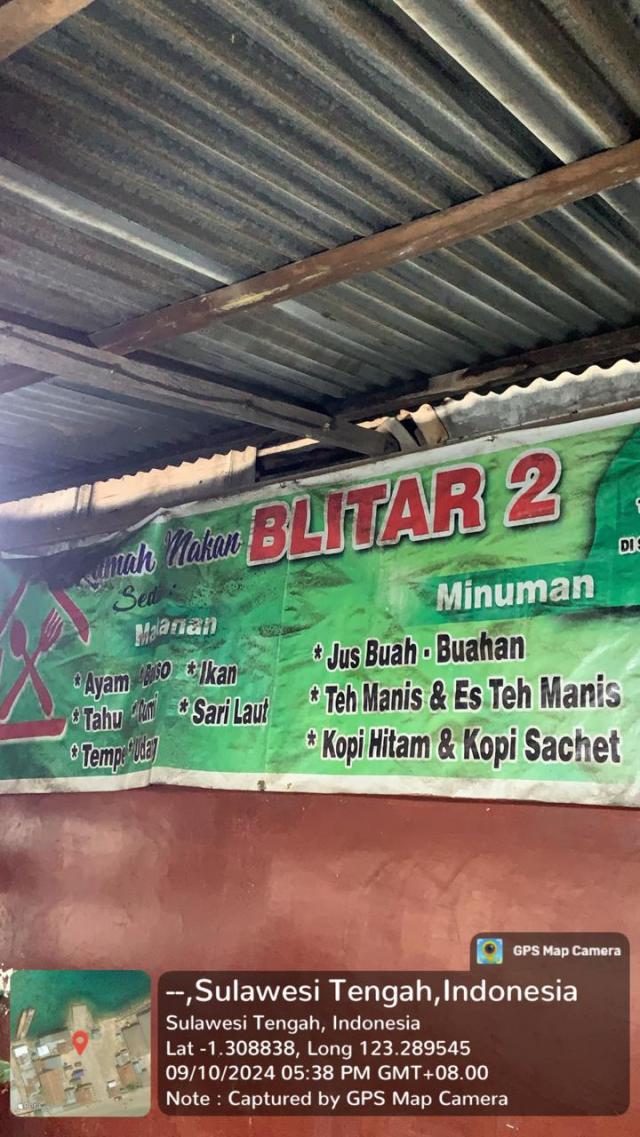 Makan BLITAR 2
DI S
Minuman
* Ayam * Ikan
* Tahu * Sari Laut
* Jus Buah - Buahan
* Teh Manis & Es Teh Manis
* Kopi Hitam & Kopi Sachet
GPS Map Camera
--,Sulawesi Tengah,Indonesia
Sulawesi Tengah, Indonesia
Lat -1.308838, Long 123.289545
09/10/2024 05:38 PM GMT+08.00
Note : Captured by GPS Map Camera